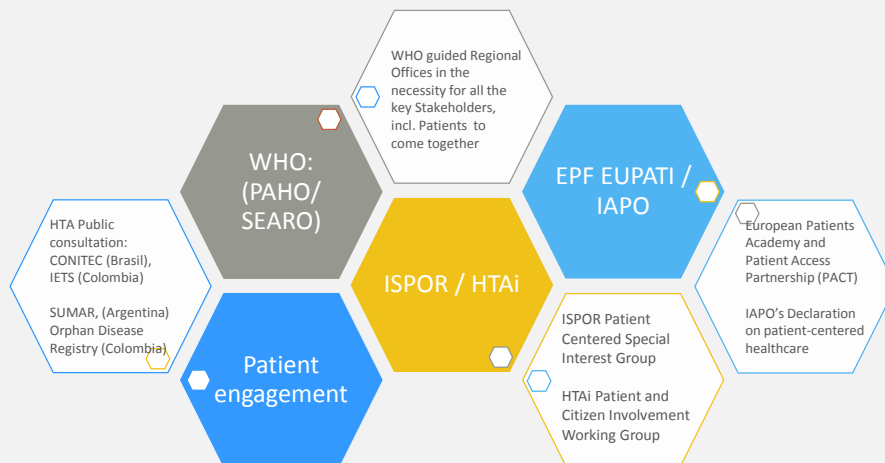 WHO guided Regional
Offices in the
necessity for all the
key Stakeholders,
incl. Patients to
come together
WHO:
(PAHO/
SEARO)
EPF EUPATI /
IAPO
HTA Public
consultation:
CONITEC (Brasil),
IETS (Colombia)
SUMAR, (Argentina)
Orphan Disease
Registry (Colombia)
ISPOR / HTAi
European Patients
Academy and
Patient Access
Partnership (PACT)
IAPO's Declaration
on patient-centered
healthcare
Patient
engagement
ISPOR Patient
Centered Special
Interest Group
HTAi Patient and
Citizen Involvement
Working Group